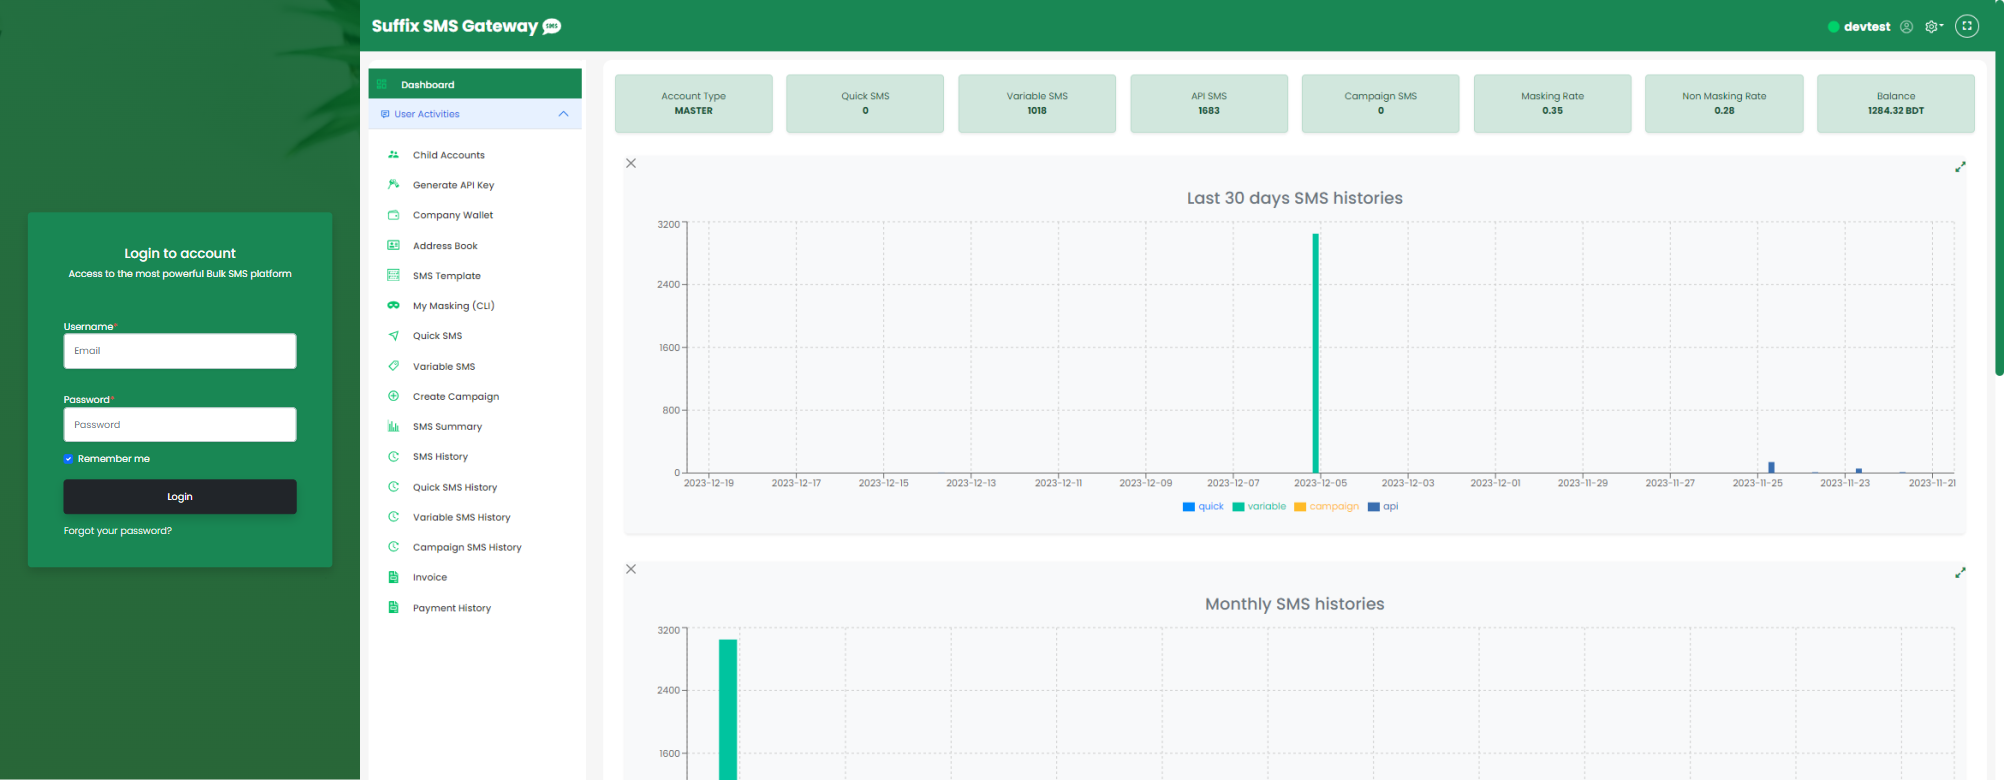 Login to account
Access to the most powerful Bulk SMS platform
Username*
Email
Password*
Password
Remember me
Login
Forgot your password?
Suffix SMS Gateway SMS
devtest
Dashboard
User Activities
Child Accounts
Generate API Key
Company Wallet
Address Book
SMS Template
My Masking (CLI)
Quick SMS
Variable SMS
Create Campaign
SMS Summary
SMS History
Quick SMS History
Variable SMS History
Campaign SMS History
Invoice
Payment History
Account Type
MASTER
Quick SMS
0
Variable SMS
1018
API SMS
1683
Campaign SMS
0
Masking Rate
0.35
Non Masking Rate
0.28
Balance
1284.32 BDT
Last 30 days SMS histories
3200
2400
1600
800
0
2023-12-19 2023-12-17 2023-12-15 2023-12-13 2023-12-11 2023-12-09 2023-12-07 2023-12-05 2023-12-03 2023-12-01 2023-11-29 2023-11-27 2023-11-25 2023-11-23 2023-11-21
quick variable campaign api
Monthly SMS histories
3200
2400
1600